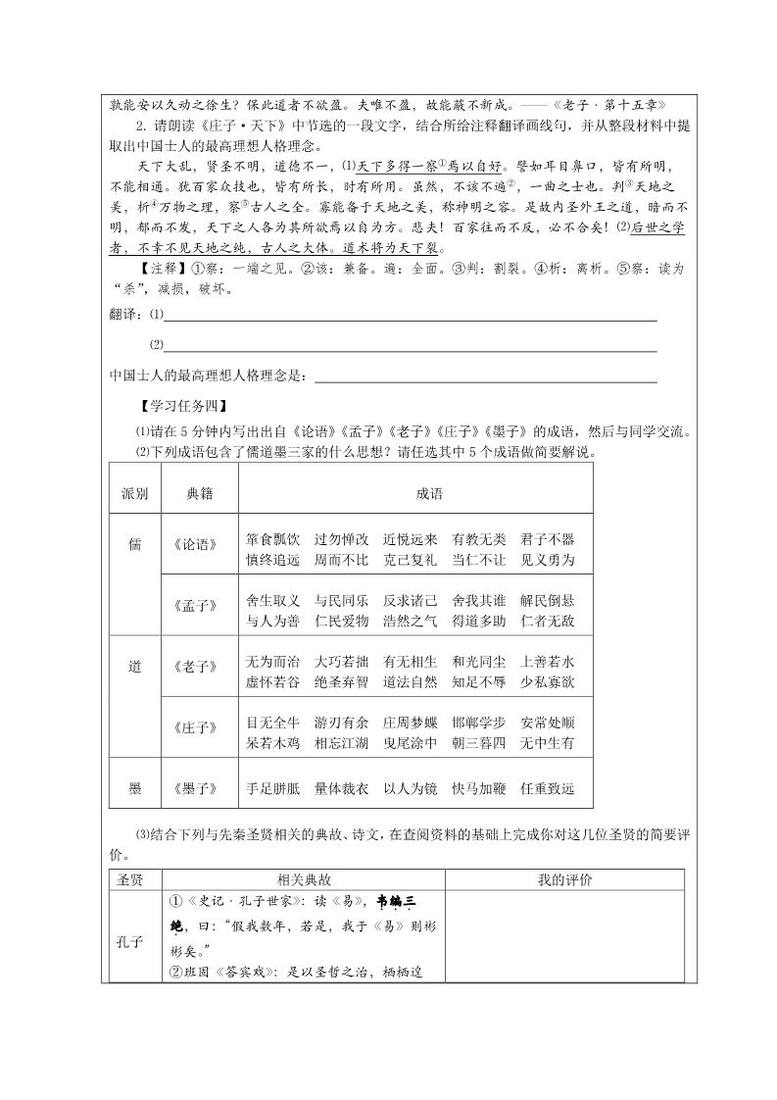 孰能安以久动之徐生？保此道者不欲盈。夫唯不盈，故能蔽不新成。——《老子·第十五章》
2. 请朗读《庄子·天下》中节选的一段文字，结合所给注释翻译画线句，并从整段材料中提
取出中国士人的最高理想人格理念。
天下大乱，贤圣不明，道德不一，⑴天下多得一察①焉以自好。譬如耳目鼻口，皆有所明，
不能相通。犹百家众技也，皆有所长，时有所用。虽然，不该不遍②，一曲之士也。判③天地之
美，析④万物之理，察⑤古人之全。寡能备于天地之美，称神明之容。是故内圣外王之道，暗而不
明，郁而不发，天下之人各为其所欲焉以自为方。悲夫！百家往而不反，必不合矣！⑵后世之学
者，不幸不见天地之纯，古人之大体。道术将为天下裂。
【注释】①察：一端之见。②该：兼备。遍：全面。③判：割裂。④析：离析。⑤察：读为
“杀”，减损，破坏。
翻译：⑴
⑵
中国士人的最高理想人格理念是：
【学习任务四】
⑴请在 5 分钟内写出出自《论语》《孟子》《老子》《庄子》《墨子》的成语，然后与同学交流。
⑵下列成语包含了儒道墨三家的什么思想？请任选其中 5 个成语做简要解说。
派别 典籍 成语
儒 《论语》 箪食瓢饮 过勿惮改 近悦远来 有教无类 君子不器
慎终追远 周而不比 克己复礼 当仁不让 见义勇为
《孟子》 舍生取义 与民同乐 反求诸己 舍我其谁 解民倒悬
与人为善 仁民爱物 浩然之气 得道多助 仁者无敌
道 《老子》 无为而治 大巧若拙 有无相生 和光同尘 上善若水
虚怀若谷 绝圣弃智 道法自然 知足不辱 少私寡欲
《庄子》 目无全牛 游刃有余 庄周梦蝶 邯郸学步 安常处顺
呆若木鸡 相忘江湖 曳尾涂中 朝三暮四 无中生有
墨 《墨子》 手足胼胝 量体裁衣 以人为镜 快马加鞭 任重致远
⑶结合下列与先秦圣贤相关的典故、诗文，在查阅资料的基础上完成你对这几位圣贤的简要评
价。
圣贤 相关典故 我的评价
孔子 ①《史记·孔子世家》：读《易》，韦编三
绝，曰：“假我数年，若是，我于《易》则彬
彬矣。”
②班固《答宾戏》：是以圣哲之治，栖栖遑